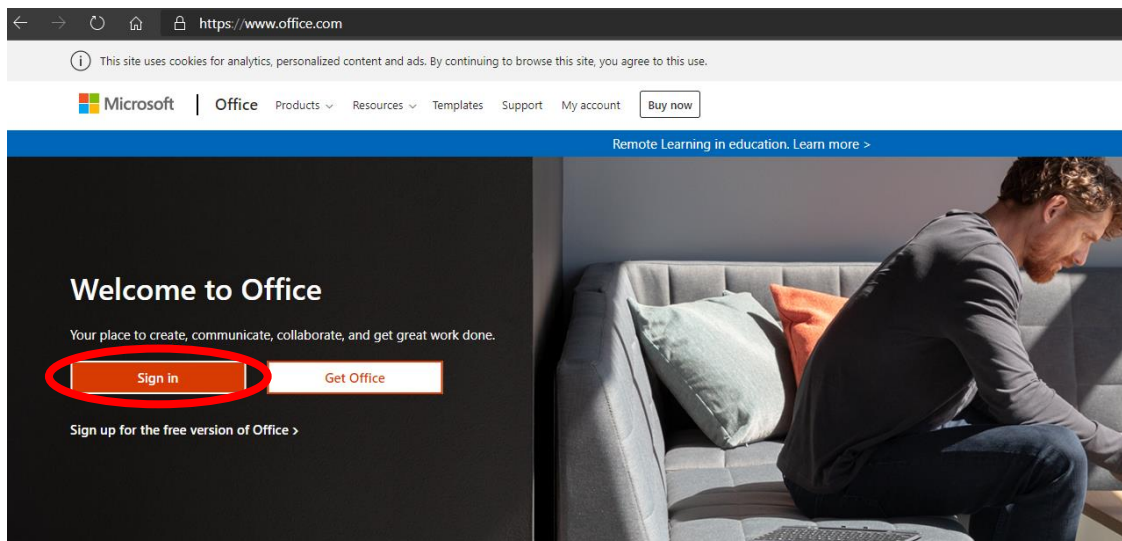 https://www.office.com
This site uses cookies for analytics, personalized content and ads. By continuing to browse this site, you agree to this use.
Microsoft Office Products Resources Templates Support My account Buy now
Remote Learning in education. Learn more >
Welcome to Office
Your place to create, communicate, collaborate, and get great work done.
Sign in Get Office
Sign up for the free version of Office >